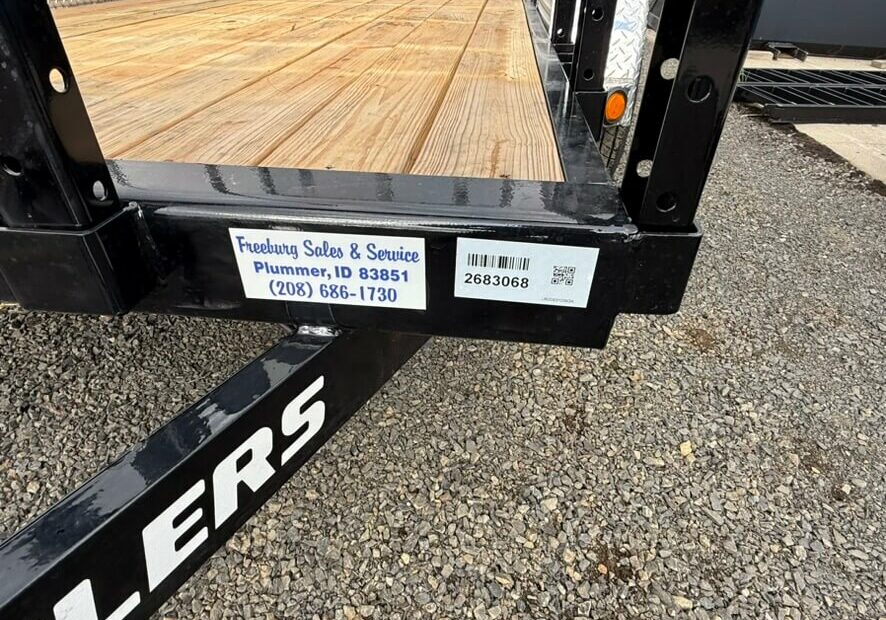 Freeburg Sales & Service
Plummer, ID 83851
(208) 686-1730
2683068
LERS